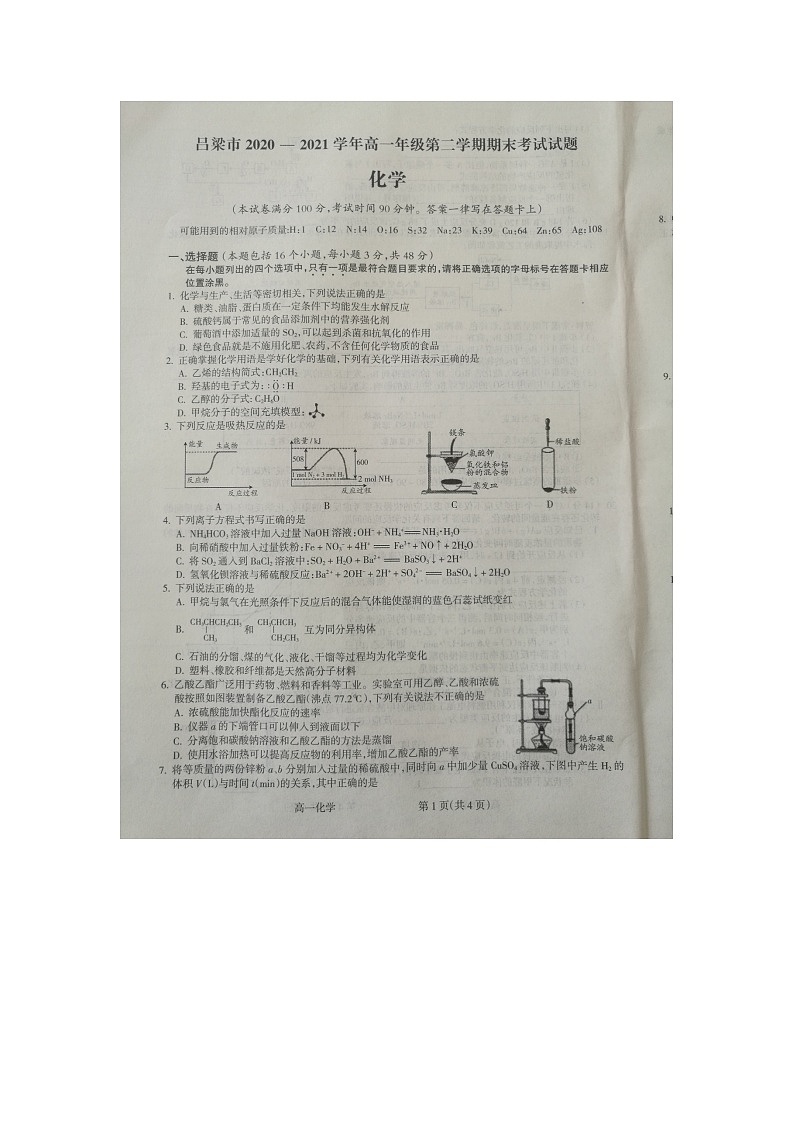 吕梁市 2020 — 2021 学年高一年级第二学期期末考试试题
化学
(本试卷满分 100 分,考试时间 90 分钟。答案一律写在答题卡上)
可能用到的相对原子质量:H:1 C:12 N:14 O:16 S:32 Na:23 K:39 Cu:64 Zn:65 Ag:108
一、选择题 (本题包括 16 个小题,每小题 3 分,共 48 分)
在每小题列出的四个选项中,只有一项是最符合题目要求的,请将正确选项的字母标号在答题卡相应
位置涂黑。
1. 化学与生产、生活等密切相关,下列说法正确的是
A. 糖类、油脂、蛋白质在一定条件下均能发生水解反应
B. 硫酸钙属于常见的食品添加剂中的营养强化剂
C. 葡萄酒中添加适量的 SO₂,可以起到杀菌和抗氧化的作用
D. 绿色食品就是不施用化肥、农药,不含任何化学物质的食品
2. 正确掌握化学用语是学好化学的基础,下列有关化学用语表示正确的是
A. 乙烯的结构简式:CH₂CH₂
B. 羟基的电子式为: :Ö:H
C. 乙醇的分子式: C₂H₆O
D. 甲烷分子的空间充填模型:
3. 下列反应是吸热反应的是
能量 生成物
反应物
反应过程
A
能量 / kJ
508
600
1 mol N₂ + 3 mol H₂
2 mol NH₃
反应过程
B
镁条
氯酸钾
氧化铁和铝
粉的混合物
蒸发皿
C
稀盐酸
铁粉
D
4. 下列离子方程式书写正确的是
A. NH₄HCO₃ 溶液中加入过量 NaOH 溶液:OH⁻ + NH₄⁺ ══ NH₃·H₂O
B. 向稀硝酸中加入过量铁粉:Fe + NO₃⁻ + 4H⁺ ══ Fe³⁺ + NO↑ + 2H₂O
C. 将 SO₂ 通入到 BaCl₂ 溶液中:SO₂ + H₂O + Ba²⁺ ══ BaSO₃↓ + 2H⁺
D. 氢氧化钡溶液与稀硫酸反应:Ba²⁺ + 2OH⁻ + 2H⁺ + SO₄²⁻ ══ BaSO₄↓ + 2H₂O
5. 下列说法正确的是
A. 甲烷与氯气在光照条件下反应后的混合气体能使湿润的蓝色石蕊试纸变红
B. CH₃CHCH₂CH₃ 和 CH₃CHCH₃ 互为同分异构体
CH₃ CH₂CH₃
C. 石油的分馏、煤的气化、液化、干馏等过程均为化学变化
D. 塑料、橡胶和纤维都是天然高分子材料
6. 乙酸乙酯广泛用于药物、燃料和香料等工业。实验室可用乙醇、乙酸和浓硫
酸按照如图装置制备乙酸乙酯(沸点 77.2℃),下列有关说法不正确的是
A. 浓硫酸能加快酯化反应的速率
B. 仪器 a 的下端管口可以伸入到液面以下
C. 分离饱和碳酸钠溶液和乙酸乙酯的方法是蒸馏
D. 使用水浴加热可以提高反应物的利用率,增加乙酸乙酯的产率
a
饱和碳酸
钠溶液
7. 将等质量的两份锌粉 a、b 分别加入过量的稀硫酸中,同时向 a 中加少量 CuSO₄ 溶液,下图中产生 H₂ 的
体积 V(L)与时间 t(min)的关系,其中正确的是
高一化学 第 1 页(共 4 页)
8.
9.